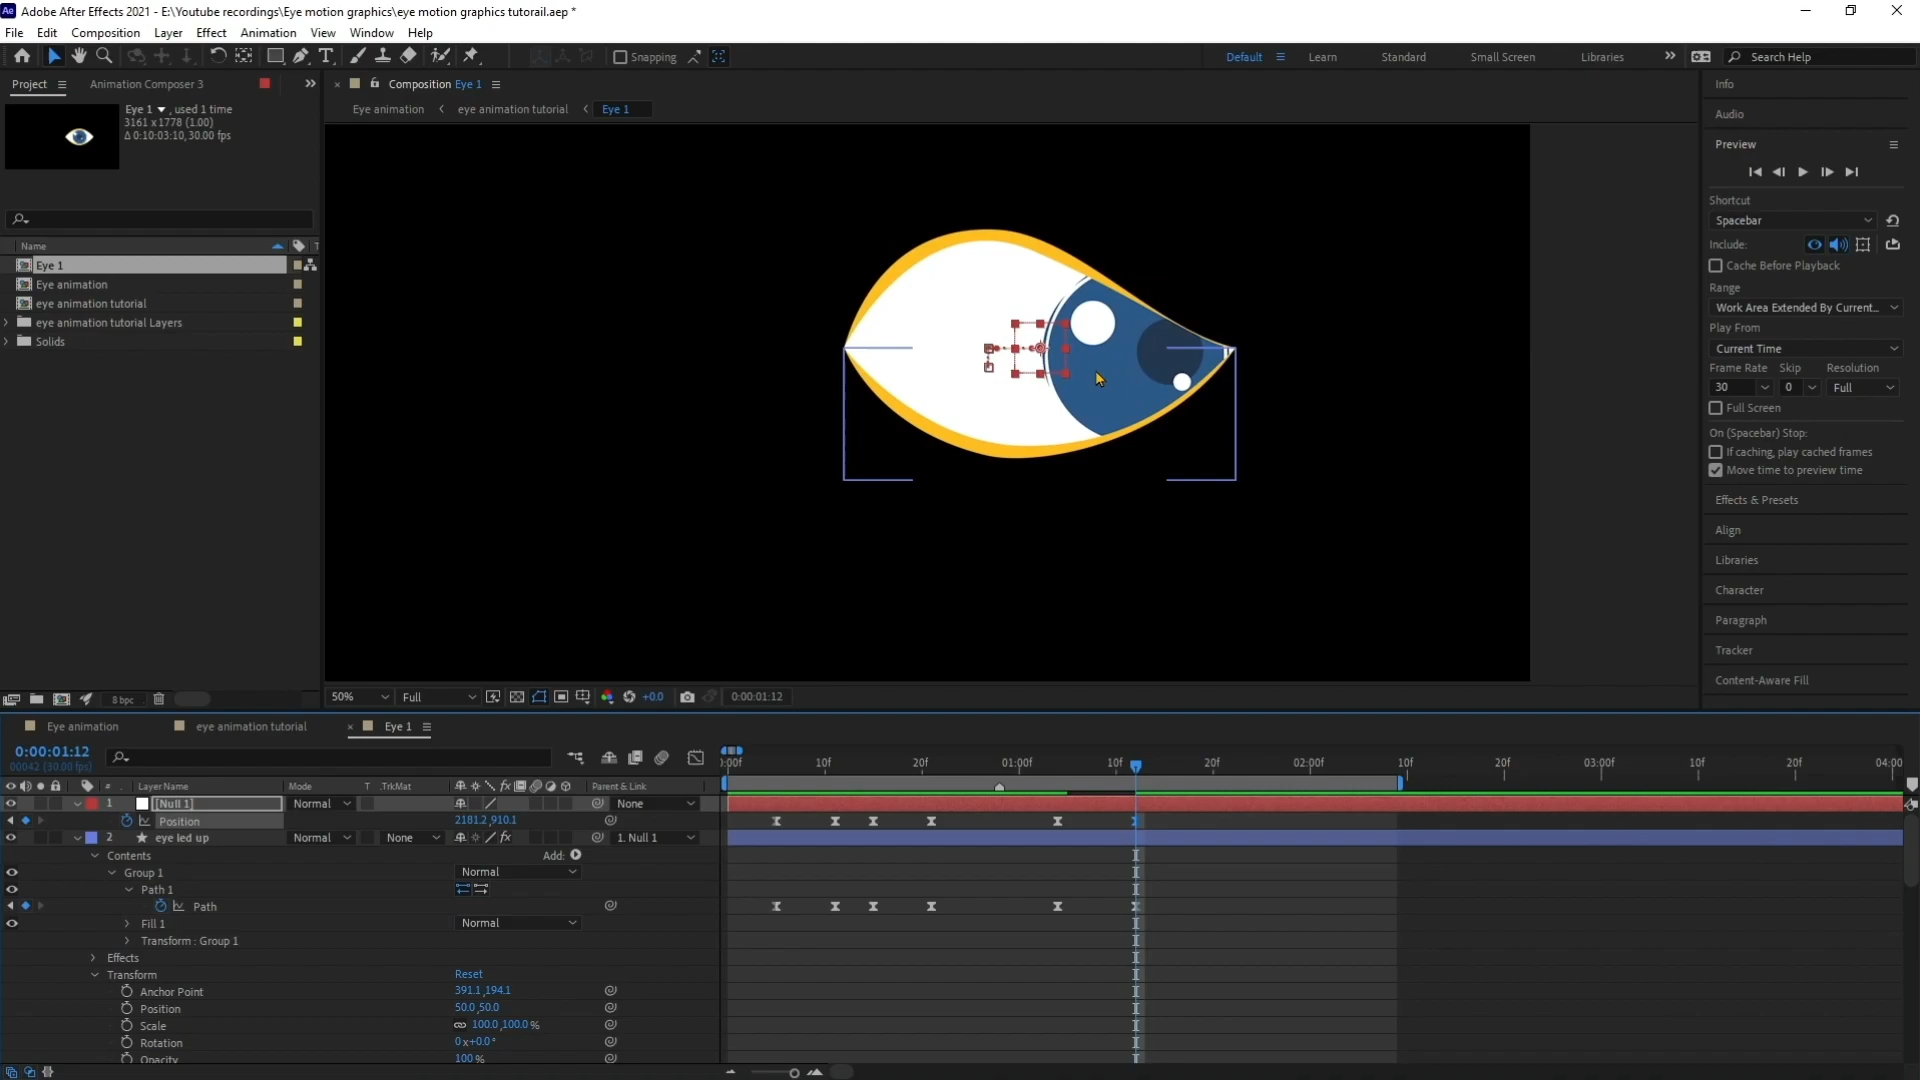 Adobe After Effects 2021 - E:\Youtube recordings\Eye motion graphics\eye motion graphics tutorail.aep *
File Edit Composition Layer Effect Animation View Window Help
Snapping
Default Learn Standard Small Screen Libraries Search Help
Project Animation Composer 3
Eye 1 , used 1 time
3161 x 1778 (1.00)
Δ 0:10:03:10, 30.00 fps
Name
Eye 1
Eye animation
eye animation tutorial
eye animation tutorial Layers
Solids
8 bpc
Composition Eye 1
Eye animation eye animation tutorial Eye 1
50% Full +0.0 0:00:01:12
Info
Audio
Preview
Shortcut
Spacebar
Include:
Cache Before Playback
Range
Work Area Extended By Current...
Play From
Current Time
Frame Rate Skip Resolution
30 0 Full
Full Screen
On (Spacebar) Stop:
If caching, play cached frames
Move time to preview time
Effects & Presets
Align
Libraries
Character
Paragraph
Tracker
Content-Aware Fill
Eye animation eye animation tutorial Eye 1
0:00:01:12
00042 (30.00 fps)
):00f 10f 20f 01:00f 10f 20f 02:00f 10f 20f 03:00f 10f 20f 04:00
# Layer Name Mode T .TrkMat Parent & Link
1 [Null 1] Normal None
Position 2181.2,910.1
2 eye led up Normal None 1. Null 1
Contents Add:
Group 1 Normal
Path 1
Path
Fill 1 Normal
Transform : Group 1
Effects
Transform Reset
Anchor Point 391.1,194.1
Position 50.0,50.0
Scale 100.0,100.0 %
Rotation 0 x+0.0 °
Opacity 100 %